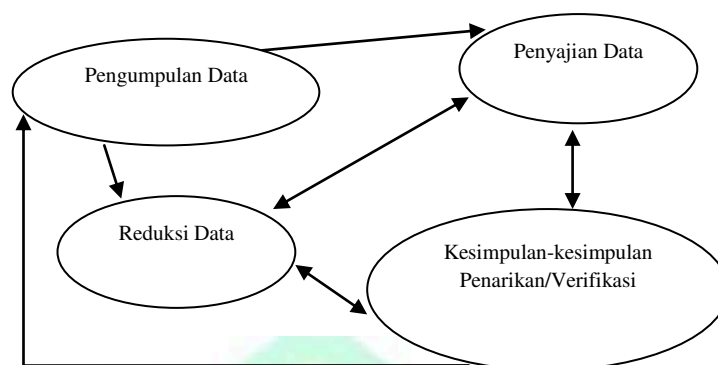 Pengumpulan Data
Penyajian Data
Reduksi Data
Kesimpulan-kesimpulan
Penarikan/Verifikasi